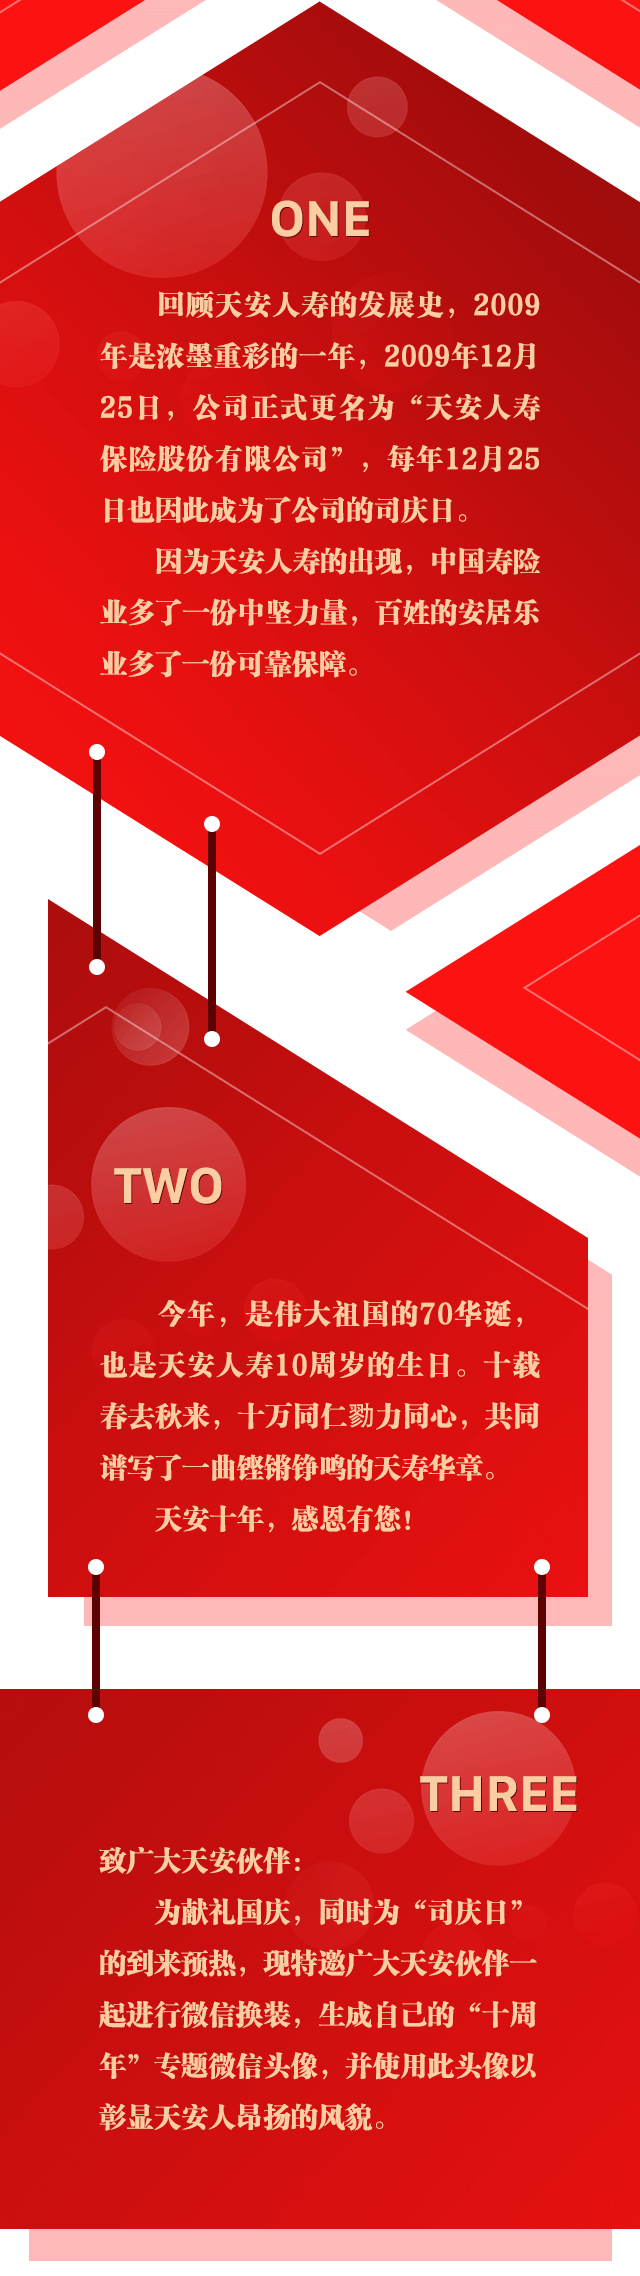 ONE
回顾天安人寿的发展史，2009
年是浓墨重彩的一年，2009年12月
25日，公司正式更名为“天安人寿
保险股份有限公司”，每年12月25
日也因此成为了公司的司庆日。
因为天安人寿的出现，中国寿险
业多了一份中坚力量，百姓的安居乐
业多了一份可靠保障。
TWO
今年，是伟大祖国的70华诞，
也是天安人寿10周岁的生日。十载
春去秋来，十万同仁勠力同心，共同
谱写了一曲铿锵铮鸣的天寿华章。
天安十年，感恩有您！
THREE
致广大天安伙伴：
为献礼国庆，同时为“司庆日”
的到来预热，现特邀广大天安伙伴一
起进行微信换装，生成自己的“十周
年”专题微信头像，并使用此头像以
彰显天安人昂扬的风貌。